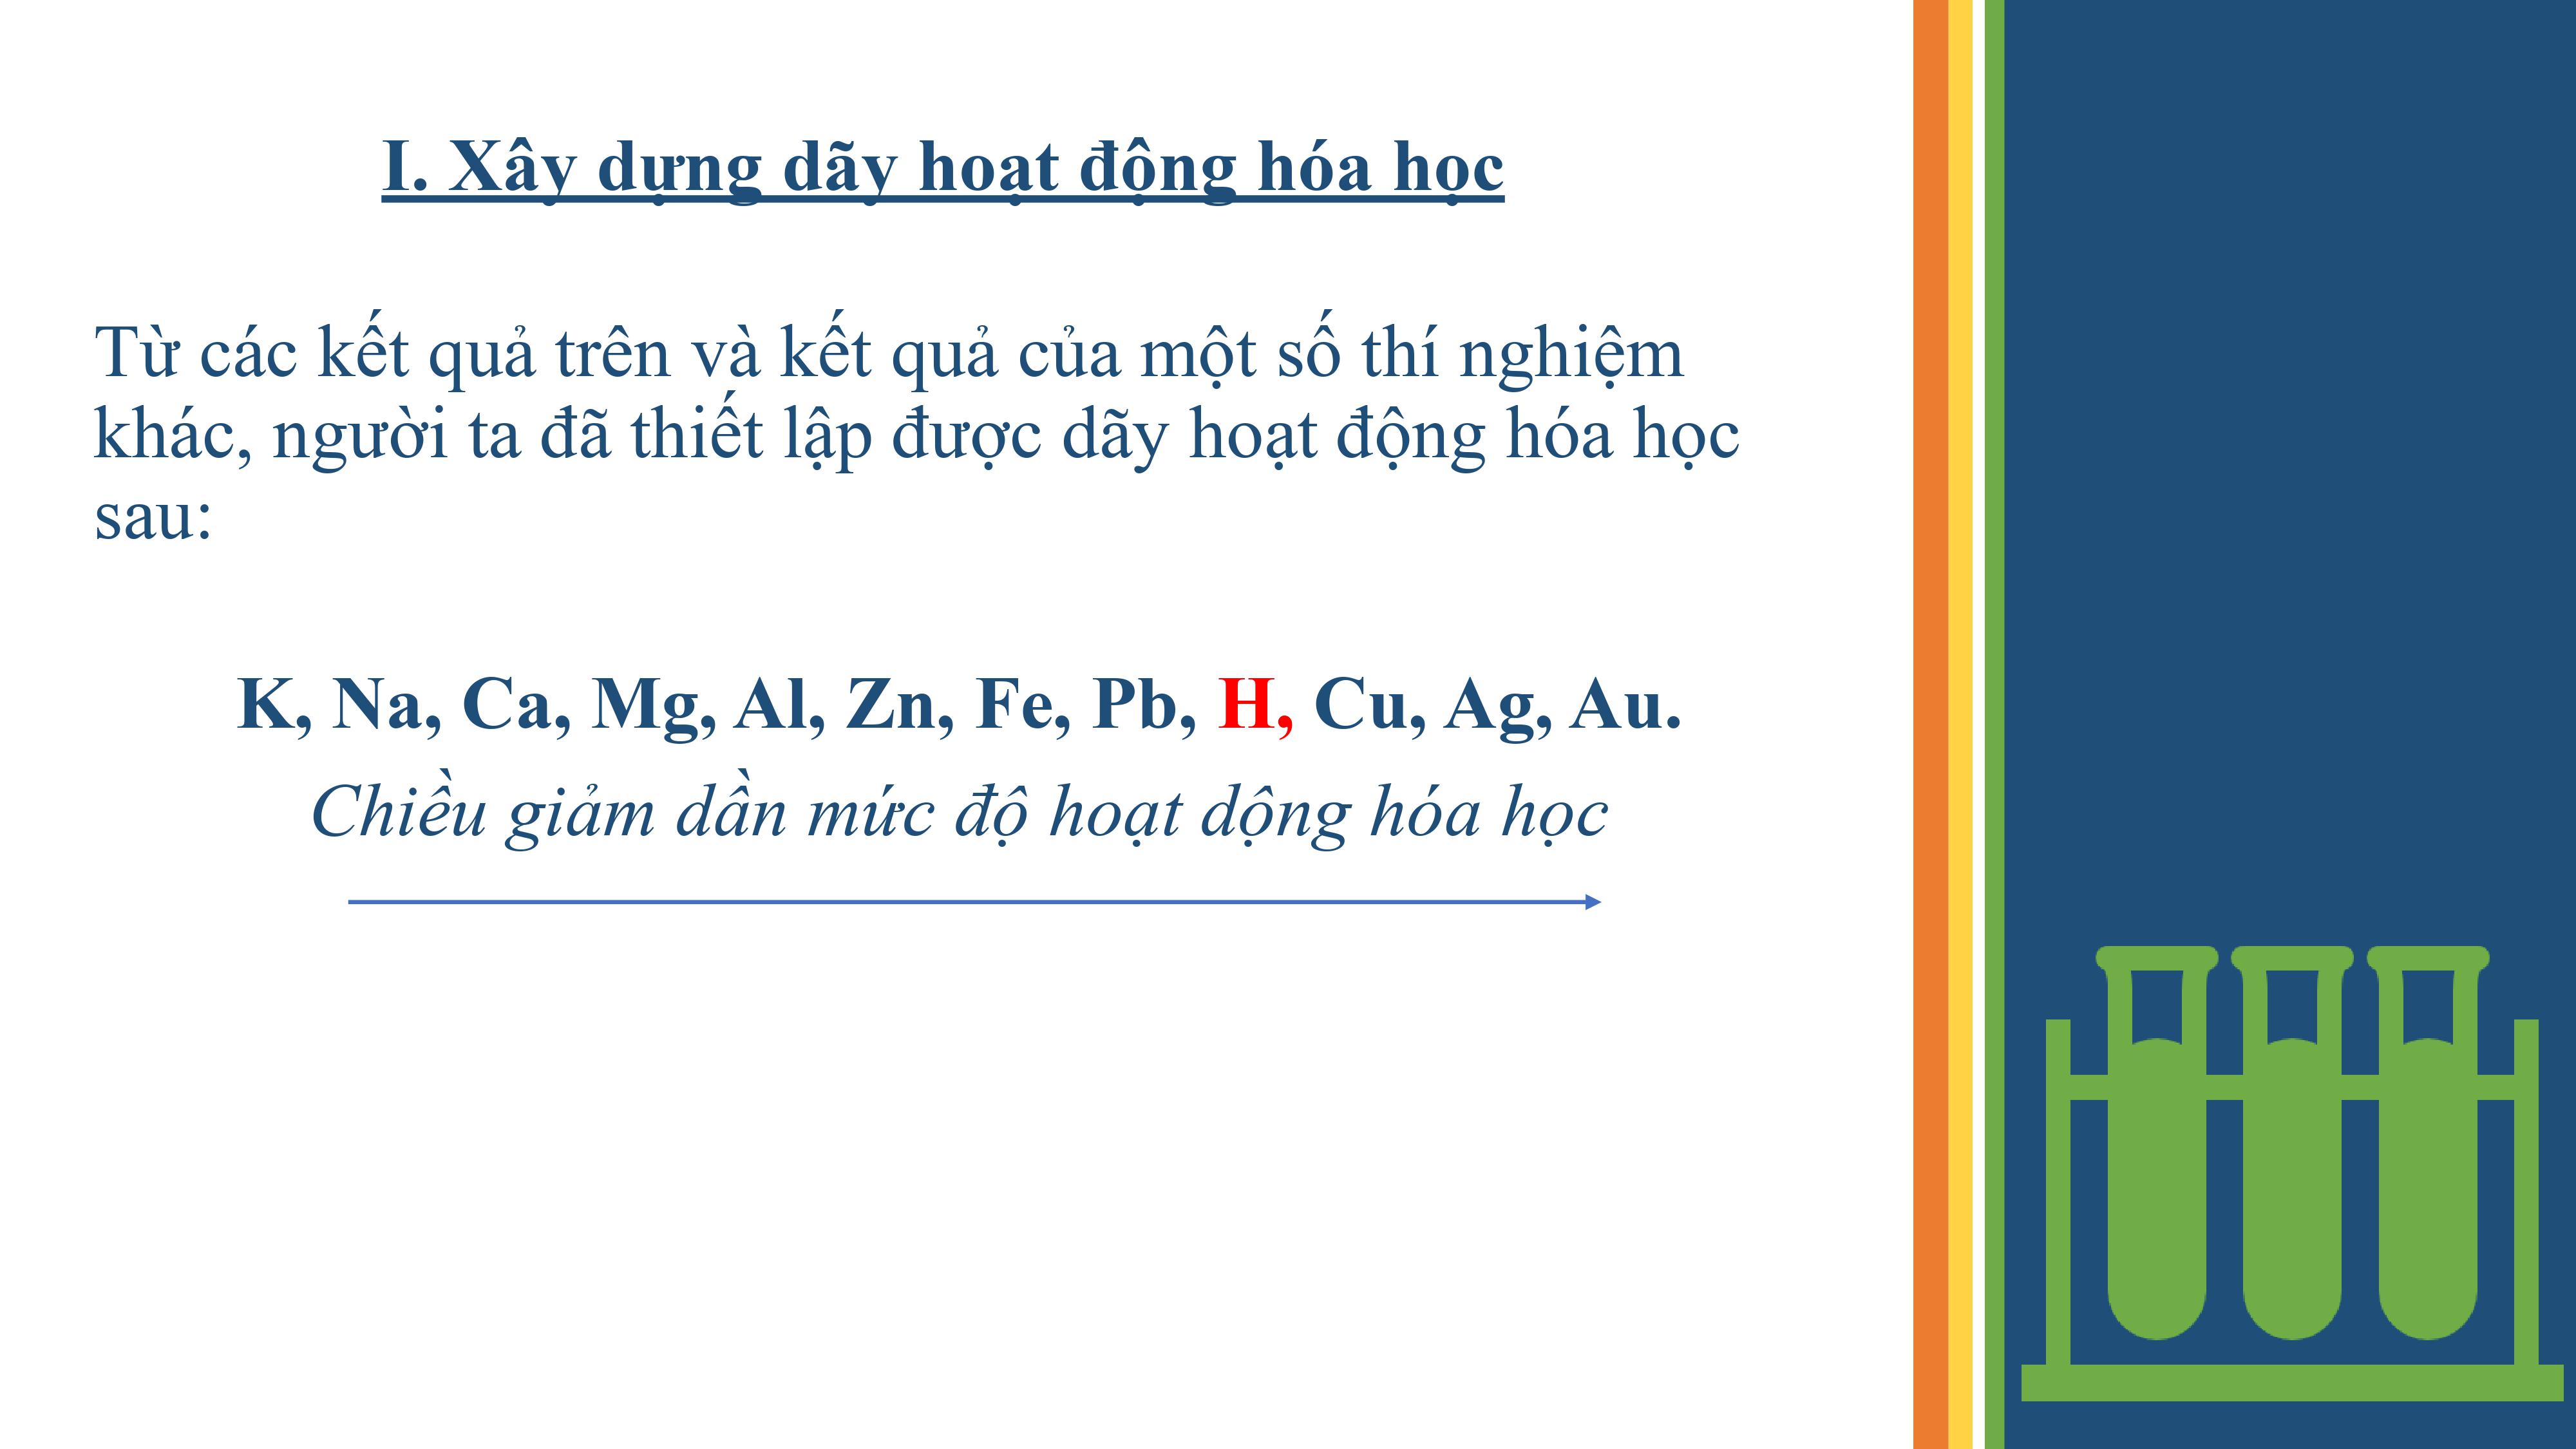 I. Xây dựng dãy hoạt động hóa học
Từ các kết quả trên và kết quả của một số thí nghiệm
khác, người ta đã thiết lập được dãy hoạt động hóa học
sau:
K, Na, Ca, Mg, Al, Zn, Fe, Pb, H, Cu, Ag, Au.
Chiều giảm dần mức độ hoạt dộng hóa học